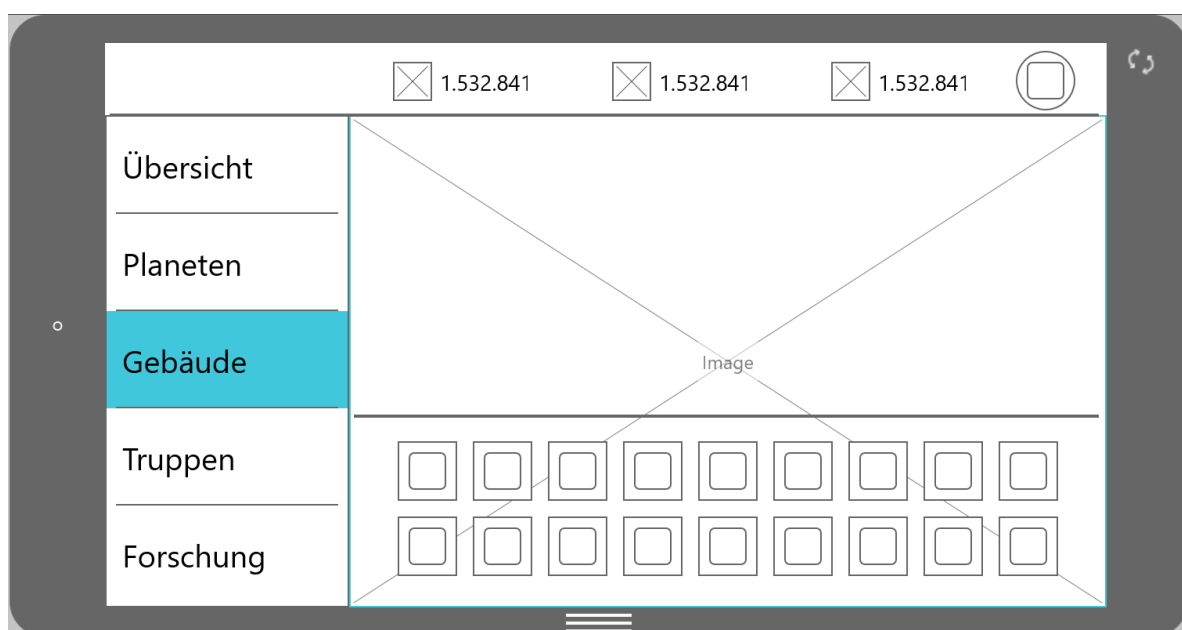 1.532.841 1.532.841 1.532.841
Übersicht
Planeten
Gebäude
Image
Truppen
Forschung